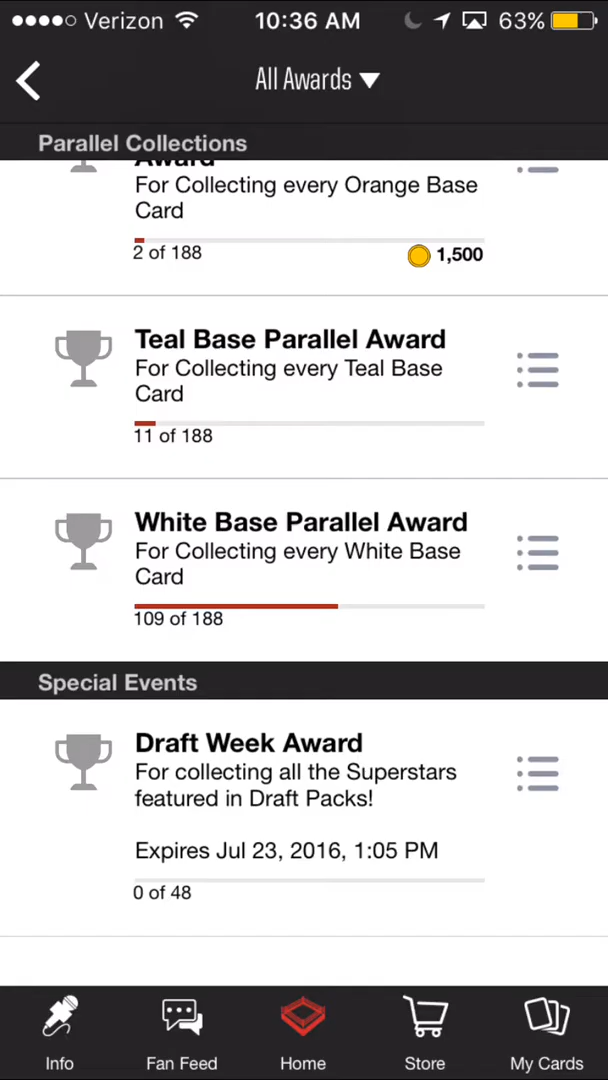 Verizon 10:36 AM 63%
All Awards
Parallel Collections
Award
For Collecting every Orange Base
Card
2 of 188 1,500
Teal Base Parallel Award
For Collecting every Teal Base
Card
11 of 188
White Base Parallel Award
For Collecting every White Base
Card
109 of 188
Special Events
Draft Week Award
For collecting all the Superstars
featured in Draft Packs!
Expires Jul 23, 2016, 1:05 PM
0 of 48
Info Fan Feed Home Store My Cards